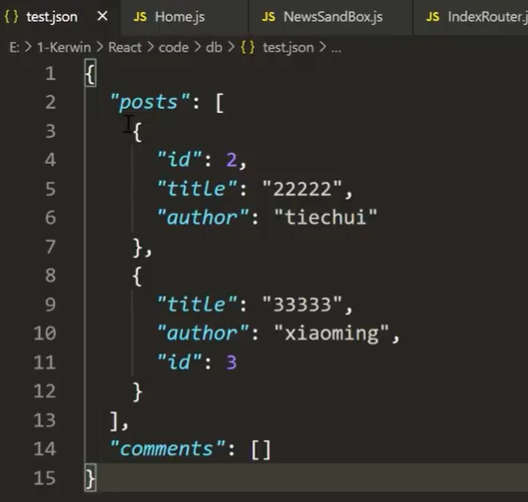 {} test.json × JS Home.js JS NewsSandBox.js JS IndexRouter.j
E: > 1-Kerwin > React > code > db > {} test.json > ...
1 {
2 "posts": [
3 {
4 "id": 2,
5 "title": "22222",
6 "author": "tiechui"
7 },
8 {
9 "title": "33333",
10 "author": "xiaoming",
11 "id": 3
12 }
13 ],
14 "comments": []
15 }